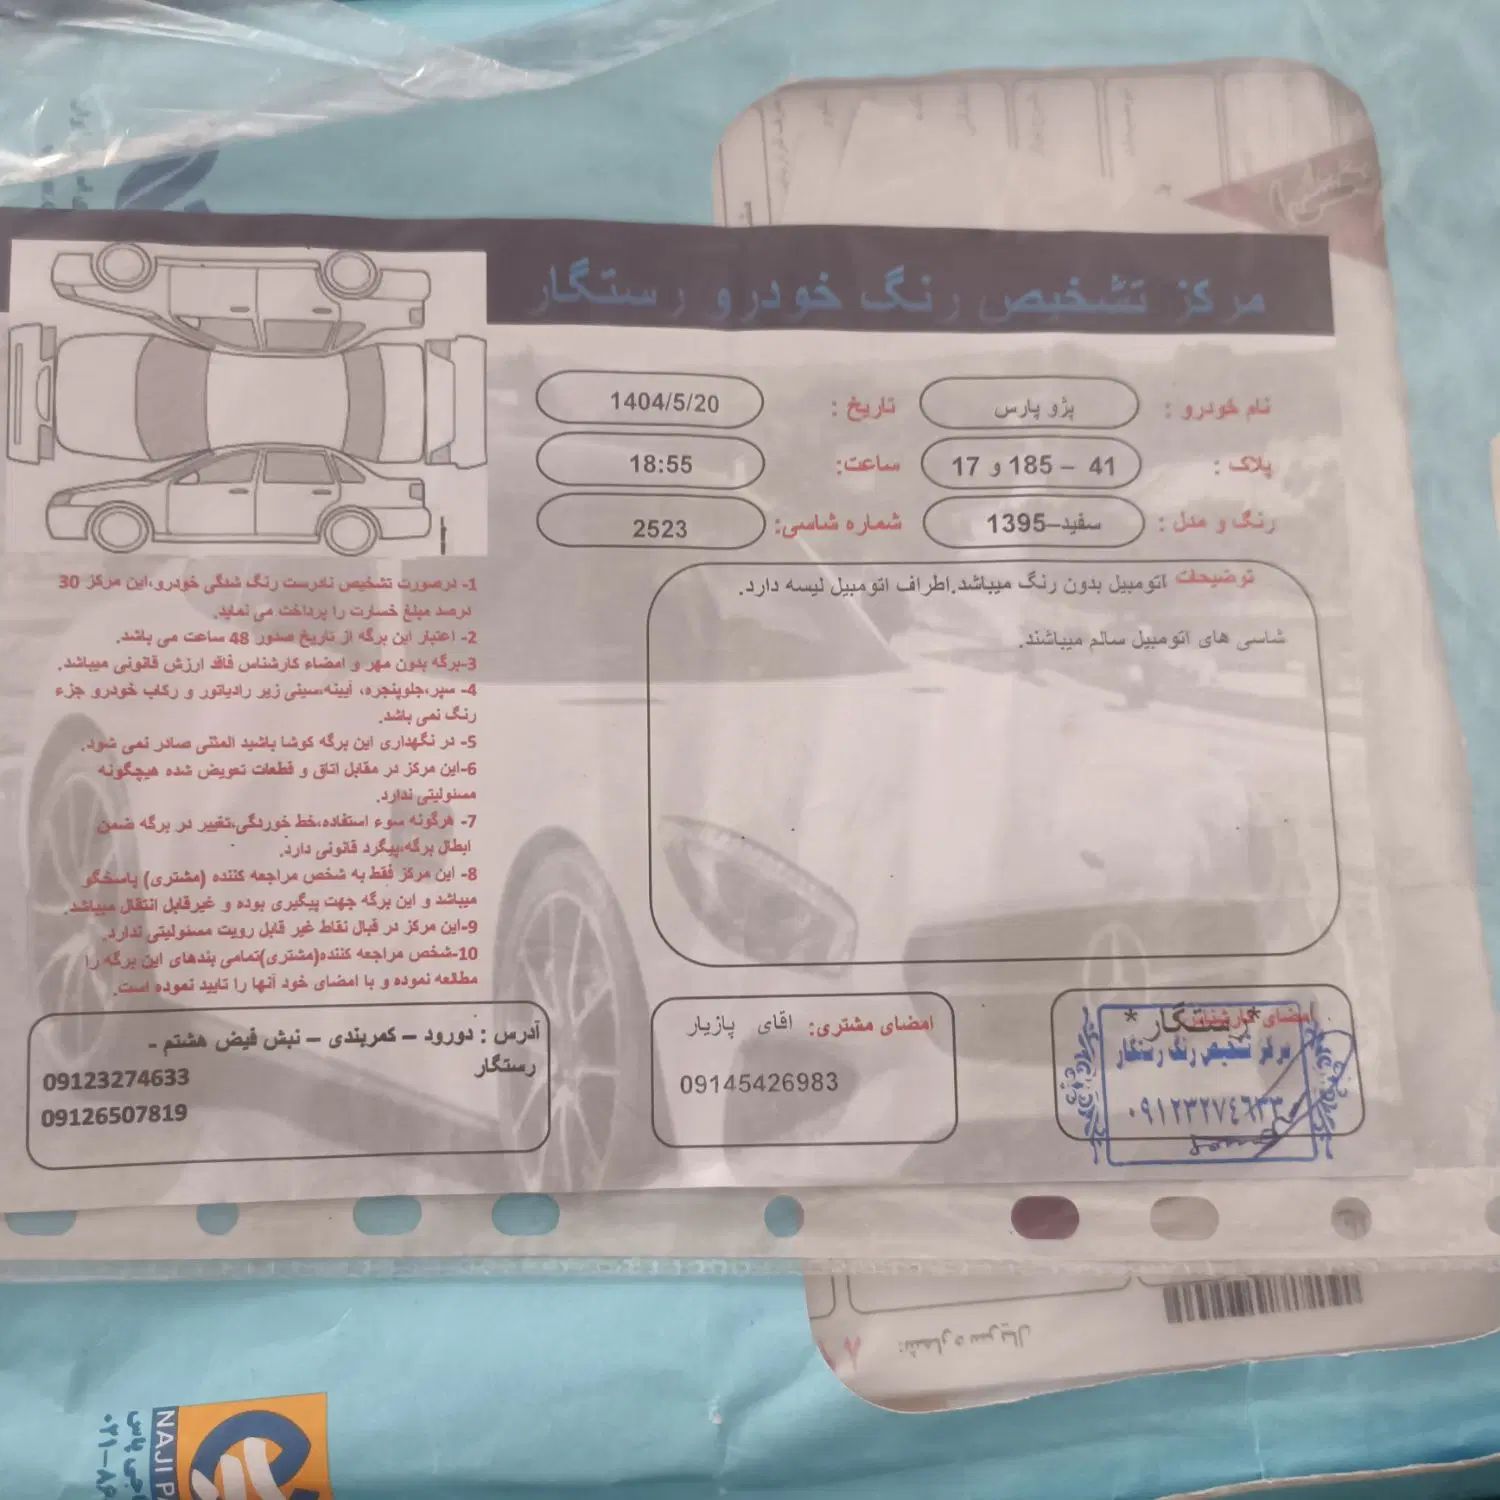 مرکز تشخیص رنگ خودرو رستگار
نام خودرو : پژو پارس
تاریخ : 1404/5/20
پلاک : 17 و 185 – 41
ساعت: 18:55
رنگ و مدل : سفید–1395
شماره شاسی: 2523
توضیحات اتومبیل بدون رنگ میباشد.اطراف اتومبیل لیسه دارد.
شاسی های اتومبیل سالم میباشند.
1- درصورت تشخیص نادرست رنگ شدگی خودرو،این مرکز 30
درصد مبلغ خسارت را پرداخت می نماید.
2- اعتبار این برگه از تاریخ صدور 48 ساعت می باشد.
3-برگه بدون مهر و امضاء کارشناس فاقد ارزش قانونی میباشد.
4- سپر،جلوپنجره، آیینه،سینی زیر رادیاتور و رکاب خودرو جزء
رنگ نمی باشد.
5- در نگهداری این برگه کوشا باشید المثنی صادر نمی شود.
6-این مرکز در مقابل اتاق و قطعات تعویض شده هیچگونه
مسئولیتی ندارد.
7- هرگونه سوء استفاده،خط خوردگی،تغییر در برگه ضمن
ابطال برگه،پیگرد قانونی دارد.
8- این مرکز فقط به شخص مراجعه کننده (مشتری) پاسخگو
میباشد و این برگه جهت پیگیری بوده و غیرقابل انتقال میباشد.
9-این مرکز در قبال نقاط غیر قابل رویت مسئولیتی ندارد.
10-شخص مراجعه کننده(مشتری)تمامی بندهای این برگه را
مطالعه نموده و با امضای خود آنها را تایید نموده است.
امضای کارشناس
* رستگار *
مرکز تشخیص رنگ رستگار
۰۹۱۲۳۲۷۴۶۳۳
امضای مشتری: اقای پازیار
09145426983
آدرس : دورود – کمربندی – نبش فیض هشتم -
رستگار
09123274633
09126507819
شماره سریال
NAJI PA